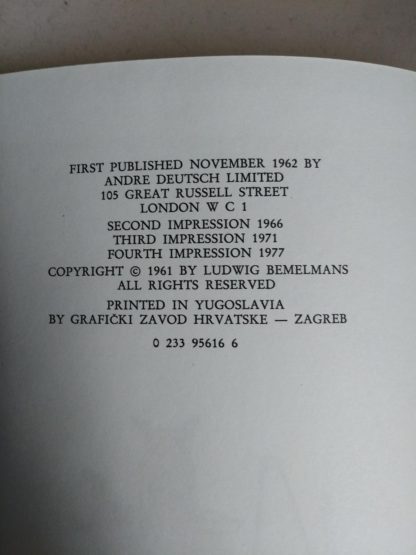 FIRST PUBLISHED NOVEMBER 1962 BY
ANDRE DEUTSCH LIMITED
105 GREAT RUSSELL STREET
LONDON W C 1
SECOND IMPRESSION 1966
THIRD IMPRESSION 1971
FOURTH IMPRESSION 1977
COPYRIGHT © 1961 BY LUDWIG BEMELMANS
ALL RIGHTS RESERVED
PRINTED IN YUGOSLAVIA
BY GRAFIČKI ZAVOD HRVATSKE — ZAGREB
0 233 95616 6